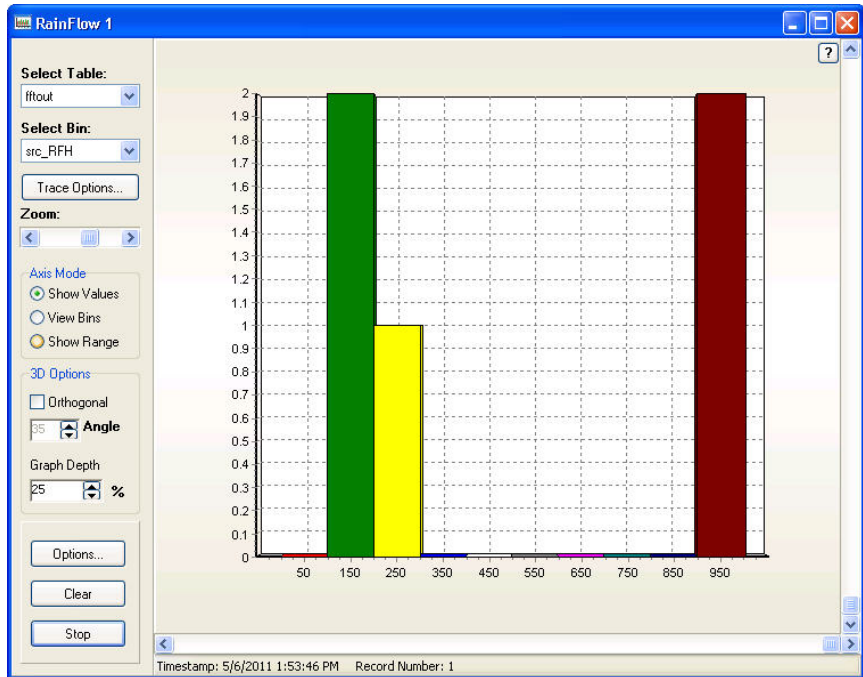 RainFlow 1
?
Select Table:
fftout
Select Bin:
src_RFH
Trace Options...
Zoom:
Axis Mode
Show Values
View Bins
Show Range
3D Options
Orthogonal
35 Angle
Graph Depth
25 %
Options...
Clear
Stop
2
1.9
1.8
1.7
1.6
1.5
1.4
1.3
1.2
1.1
1
0.9
0.8
0.7
0.6
0.5
0.4
0.3
0.2
0.1
0
50 150 250 350 450 550 650 750 850 950
Timestamp: 5/6/2011 1:53:46 PM Record Number: 1